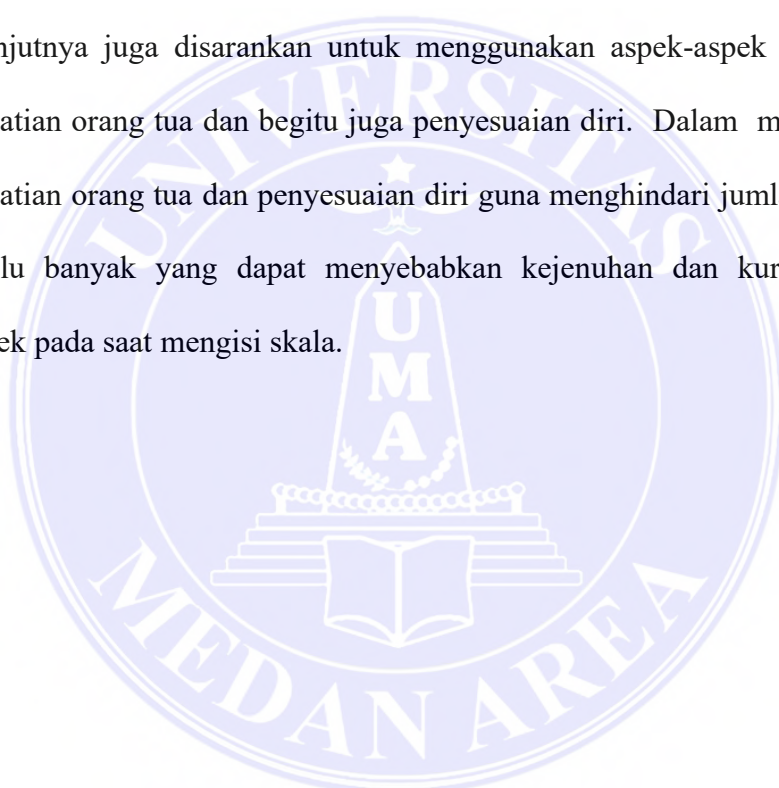 njutnya juga disarankan untuk menggunakan aspek-aspek
atian orang tua dan begitu juga penyesuaian diri. Dalam m
atian orang tua dan penyesuaian diri guna menghindari jumla
lu banyak yang dapat menyebabkan kejenuhan dan kur
ek pada saat mengisi skala.
UNIVERSITAS
UMA
MEDAN AREA